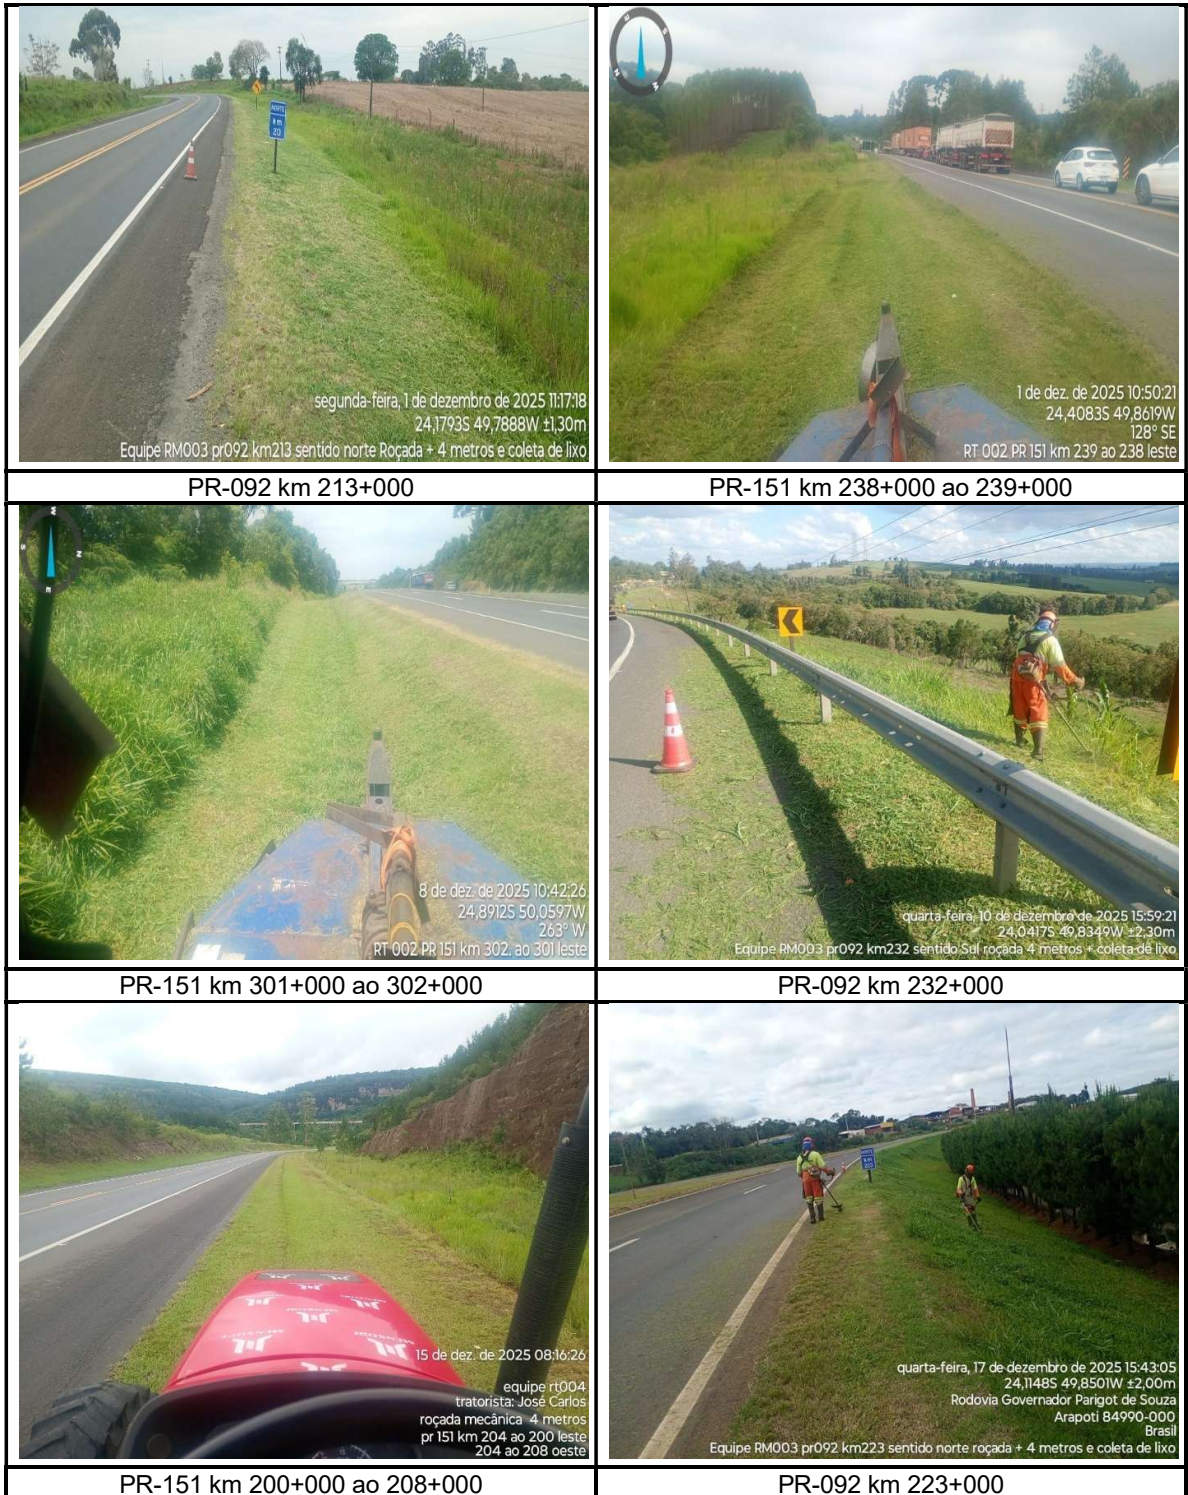 NORTE
km
213
segunda-feira, 1 de dezembro de 2025 11:17:18
24,1793S 49,7888W ±1,30m
Equipe RM003 pr092 km213 sentido norte Roçada + 4 metros e coleta de lixo
1 de dez. de 2025 10:50:21
24,4083S 49,8619W
128° SE
RT 002 PR 151 km 239 ao 238 leste
PR-092 km 213+000
PR-151 km 238+000 ao 239+000
8 de dez. de 2025 10:42:26
24,8912S 50,0597W
263° W
RT 002 PR 151 km 302. ao 301 leste
quarta-feira, 10 de dezembro de 2025 15:59:21
24,0417S 49,8349W ±2,30m
Equipe RM003 pr092 km232 sentido Sul roçada 4 metros + coleta de lixo
PR-151 km 301+000 ao 302+000
PR-092 km 232+000
15 de dez. de 2025 08:16:26
equipe rt004
tratorista: José Carlos
roçada mecânica 4 metros
pr 151 km 204 ao 200 leste
204 ao 208 oeste
quarta-feira, 17 de dezembro de 2025 15:43:05
24,1148S 49,8501W ±2,00m
Rodovia Governador Parigot de Souza
Arapoti 84990-000
Brasil
Equipe RM003 pr092 km223 sentido norte roçada + 4 metros e coleta de lixo
PR-151 km 200+000 ao 208+000
PR-092 km 223+000